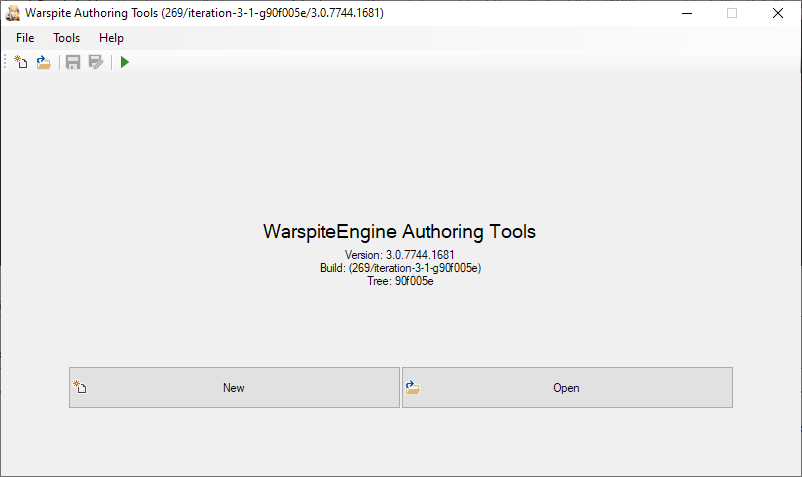 Warspite Authoring Tools (269/iteration-3-1-g90f005e/3.0.7744.1681)
File Tools Help
WarspiteEngine Authoring Tools
Version: 3.0.7744.1681
Build: (269/iteration-3-1-g90f005e)
Tree: 90f005e
New Open